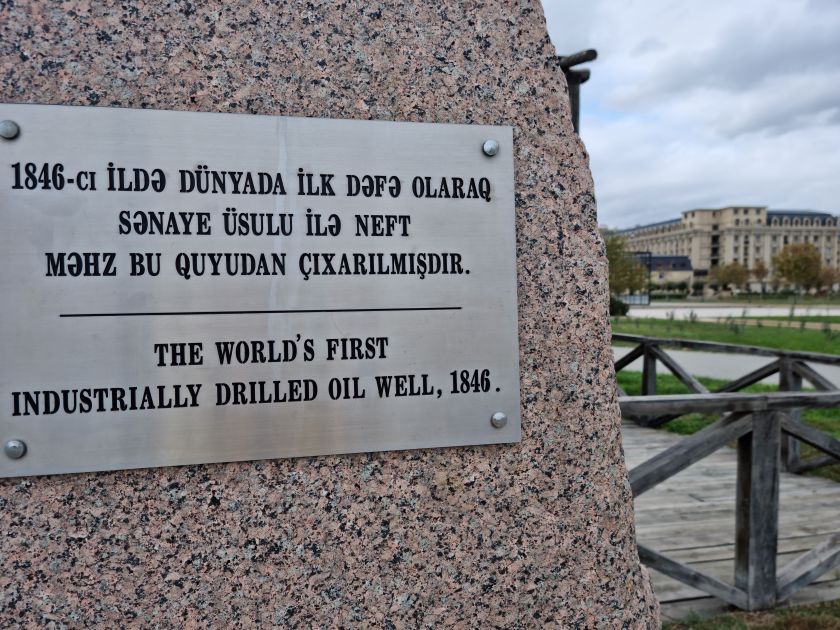 1846-CI İLDƏ DÜNYADA İLK DƏFƏ OLARAQ
SƏNAYE ÜSULU İLƏ NEFT
MƏHZ BU QUYUDAN ÇIXARILMIŞDIR.
THE WORLD'S FIRST
INDUSTRIALLY DRILLED OIL WELL, 1846.